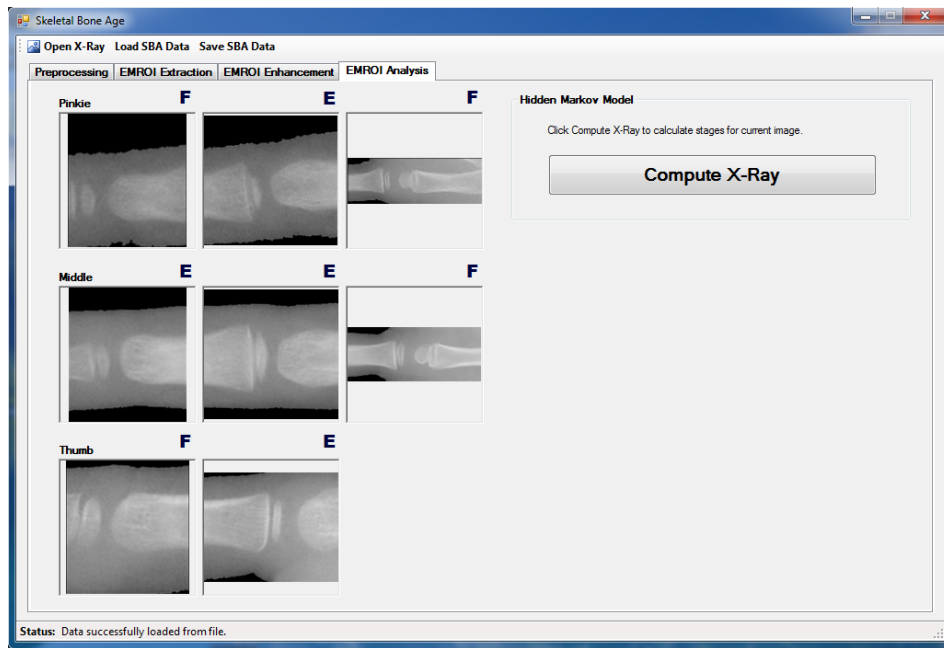 Skeletal Bone Age
Open X-Ray Load SBA Data Save SBA Data
Preprocessing EMROI Extraction EMROI Enhancement EMROI Analysis
Pinkie F E F
Hidden Markov Model
Click Compute X-Ray to calculate stages for current image.
Compute X-Ray
Middle E E F
Thumb F E
Status: Data successfully loaded from file.